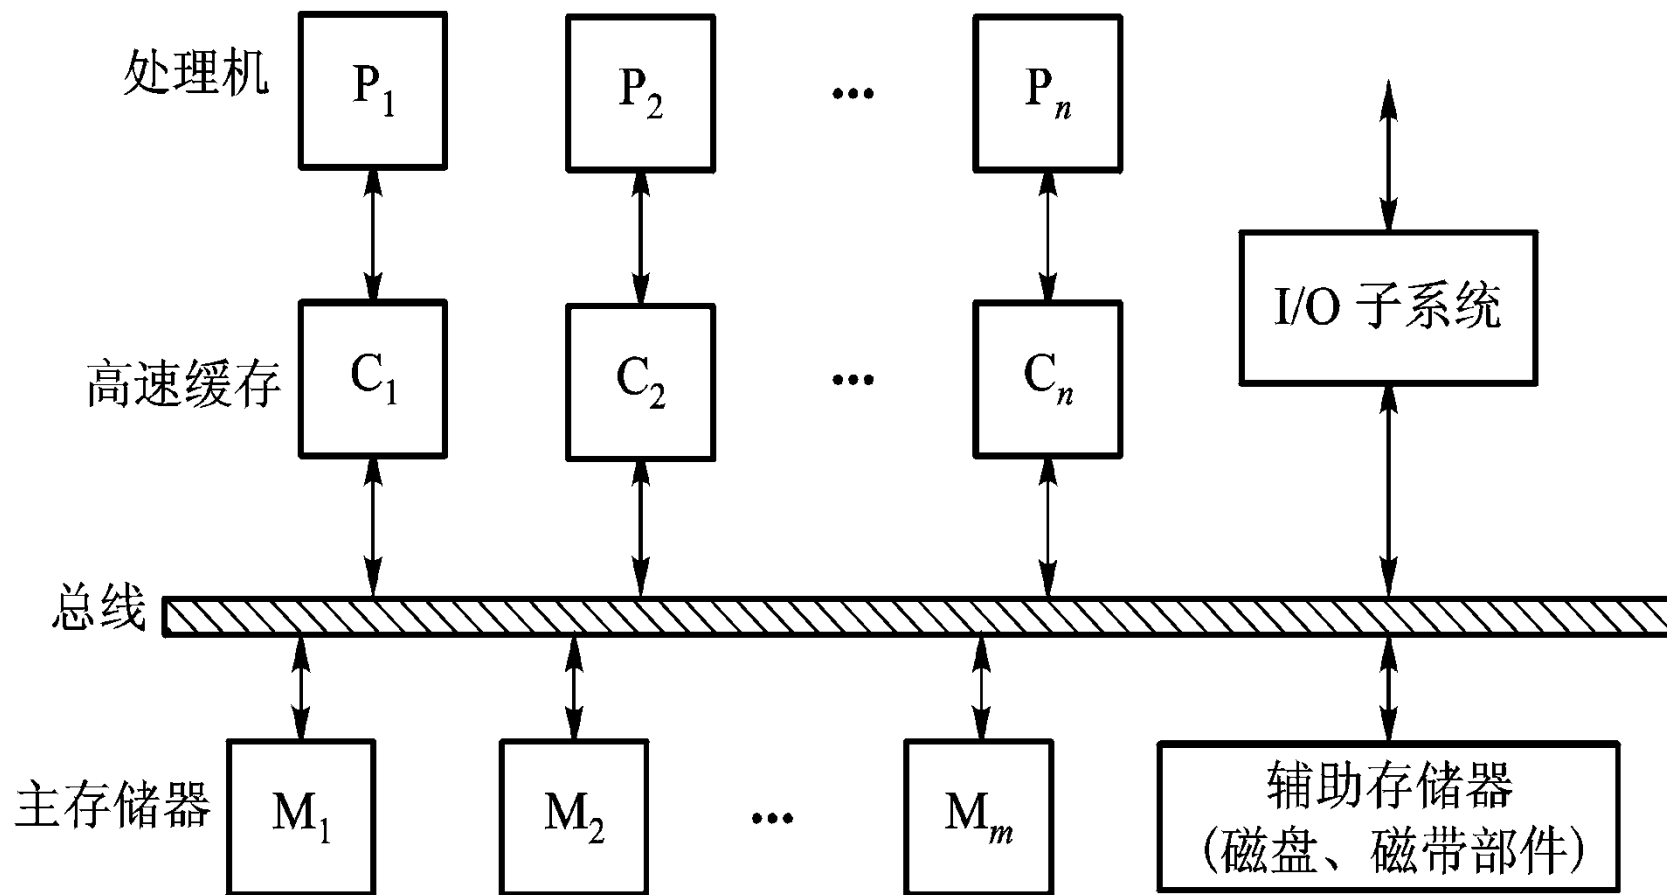 处理机 P1 P2 ··· Pn
I/O 子系统
高速缓存 C1 C2 ··· Cn
总线
主存储器 M1 M2 ··· Mm
辅助存储器
(磁盘、磁带部件)